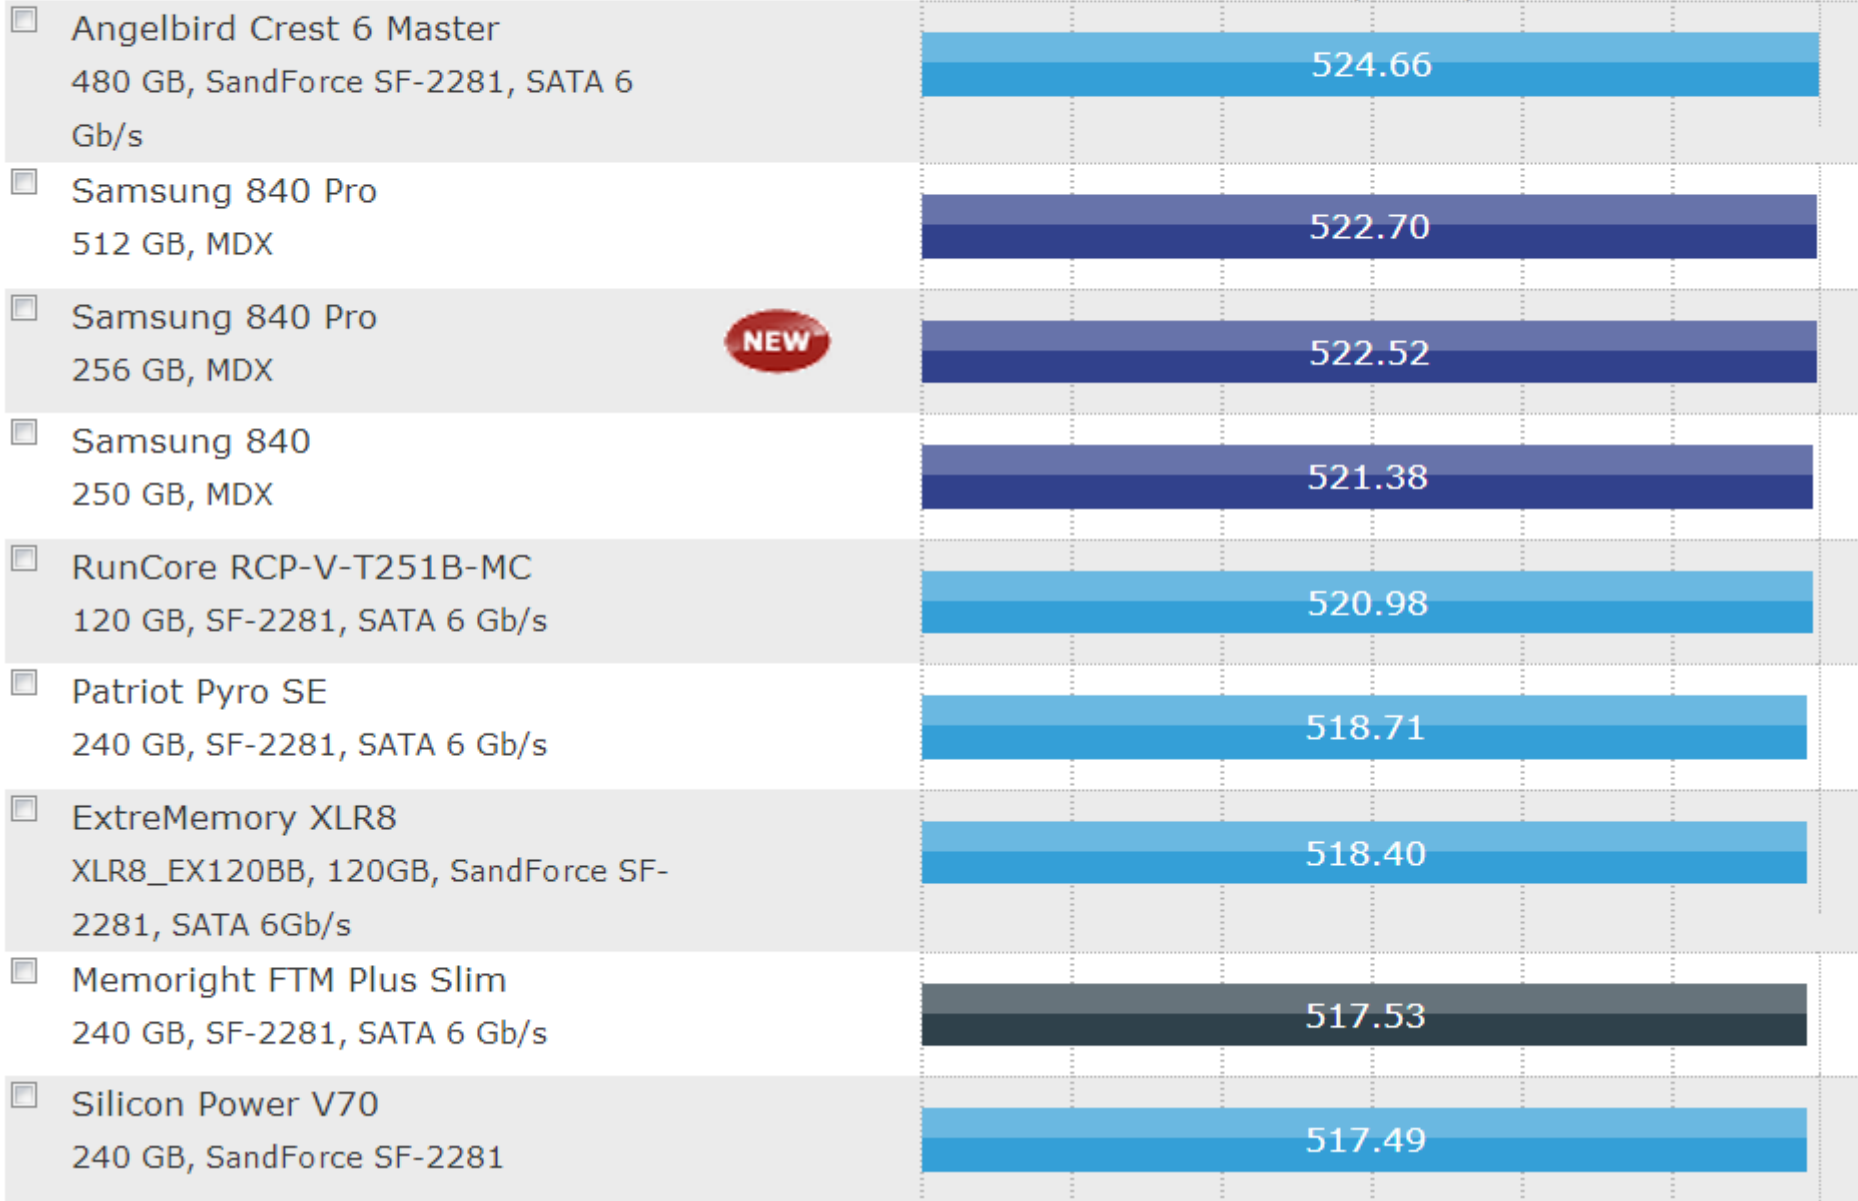 Angelbird Crest 6 Master
480 GB, SandForce SF-2281, SATA 6
Gb/s
524.66
Samsung 840 Pro
512 GB, MDX
522.70
Samsung 840 Pro
256 GB, MDX
NEW
522.52
Samsung 840
250 GB, MDX
521.38
RunCore RCP-V-T251B-MC
120 GB, SF-2281, SATA 6 Gb/s
520.98
Patriot Pyro SE
240 GB, SF-2281, SATA 6 Gb/s
518.71
ExtreMemory XLR8
XLR8_EX120BB, 120GB, SandForce SF-
2281, SATA 6Gb/s
518.40
Memoright FTM Plus Slim
240 GB, SF-2281, SATA 6 Gb/s
517.53
Silicon Power V70
240 GB, SandForce SF-2281
517.49